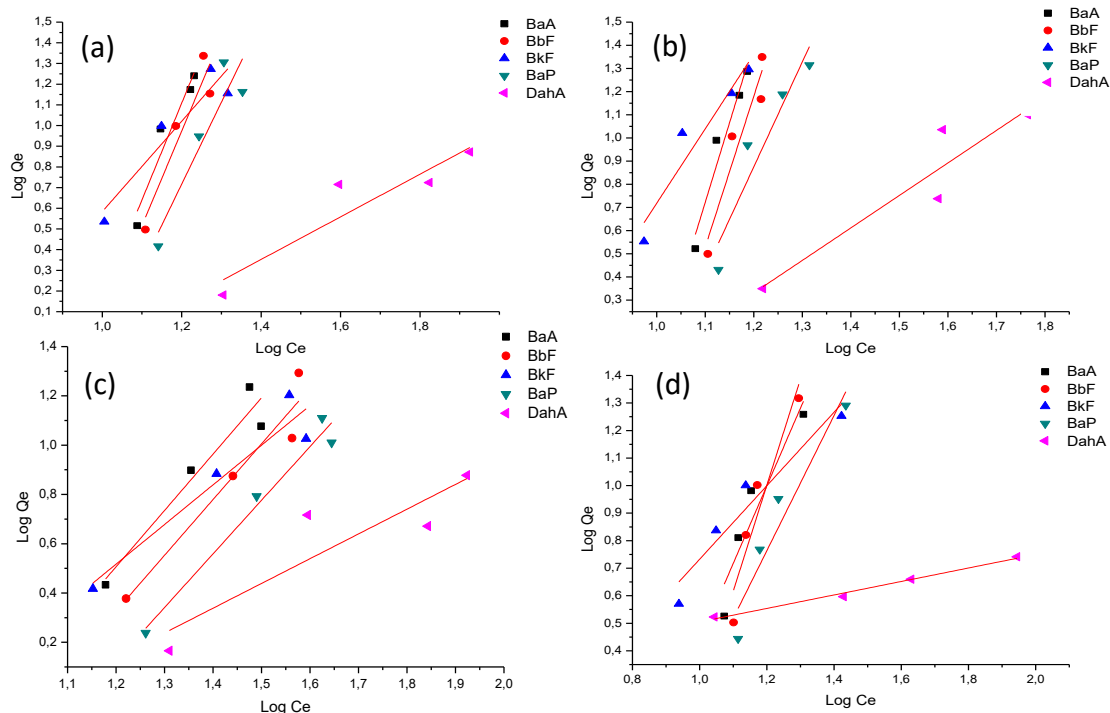 (a)
1,5
1,4
1,3
1,2
1,1
1,0
0,9
0,8
0,7
0,6
0,5
0,4
0,3
0,2
0,1
Log Qe
1,0 1,2 1,4 1,6 1,8
Log Ce
BaA
BbF
BkF
BaP
DahA
(b)
1,5
1,4
1,3
1,2
1,1
1,0
0,9
0,8
0,7
0,6
0,5
0,4
0,3
Log Qe
1,0 1,1 1,2 1,3 1,4 1,5 1,6 1,7 1,8
Log Ce
BaA
BbF
BkF
BaP
DahA
(c)
1,4
1,2
1,0
0,8
0,6
0,4
0,2
Log Qe
1,1 1,2 1,3 1,4 1,5 1,6 1,7 1,8 1,9 2,0
Log Ce
BaA
BbF
BkF
BaP
DahA
(d)
1,4
1,3
1,2
1,1
1,0
0,9
0,8
0,7
0,6
0,5
0,4
Log Qe
0,8 1,0 1,2 1,4 1,6 1,8 2,0
Log Ce
BaA
BbF
BkF
BaP
DahA